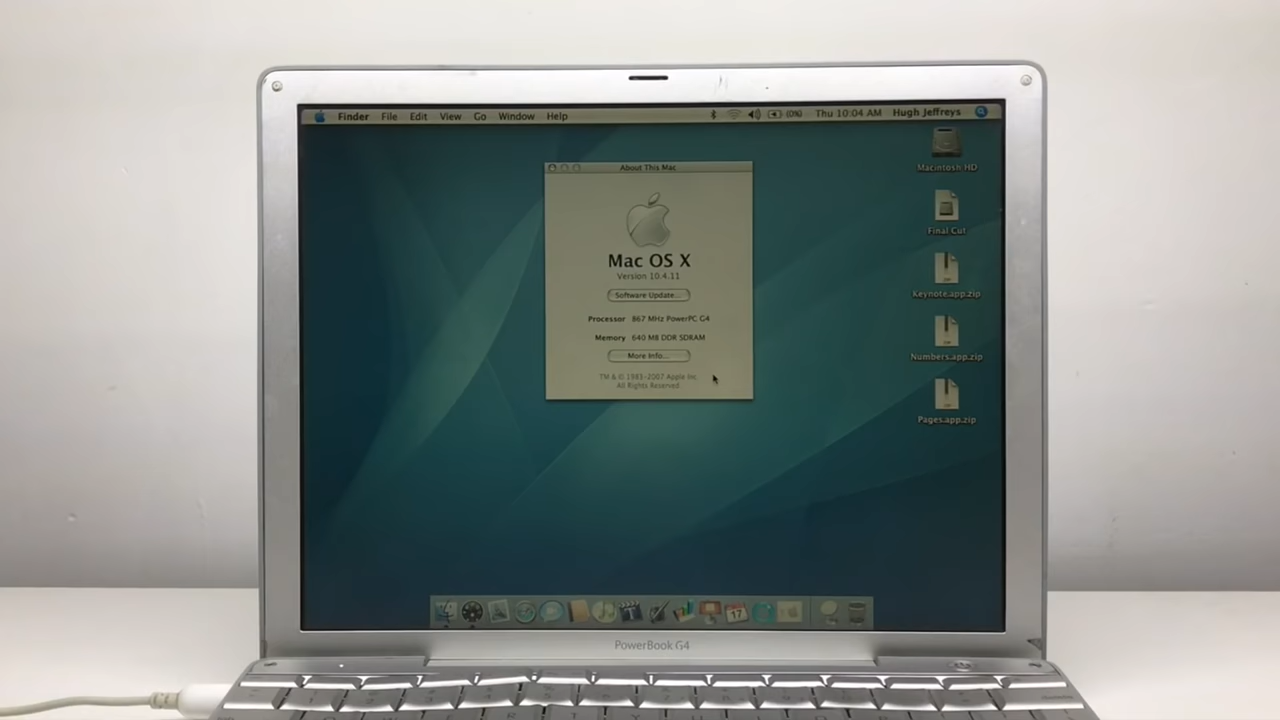 Finder File Edit View Go Window Help (0%) Thu 10:04 AM Hugh Jeffreys
About This Mac
Mac OS X
Version 10.4.11
Software Update...
Processor 867 MHz PowerPC G4
Memory 640 MB DDR SDRAM
More Info...
TM & © 1983-2007 Apple Inc.
All Rights Reserved.
Macintosh HD
Final Cut
Keynote.app.zip
Numbers.app.zip
Pages.app.zip
17
PowerBook G4